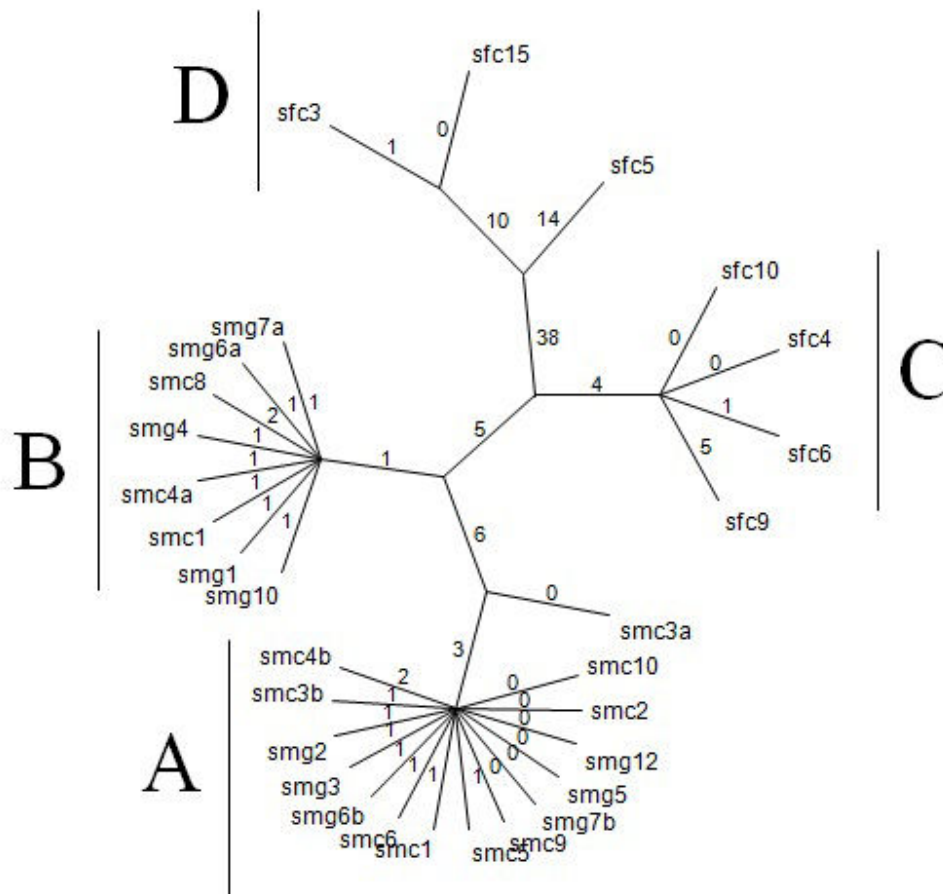 D
sfc15
sfc3
1
0
sfc5
10
14
sfc10
38
0
sfc4
0
C
4
1
sfc6
5
sfc9
5
smg7a
smg6a
smc8
1
1
2
smg4
1
B
1
1
smc4a
1
smc1
1
1
smg1
smg10
6
0
smc3a
3
smc4b
2
smc10
0
smc3b
1
0
smc2
1
0
A
smg2
1
0
smg12
smg3
1
0
smg5
1
1
1
0
smg7b
smg6b
smc6
smc1
smc5
smc9